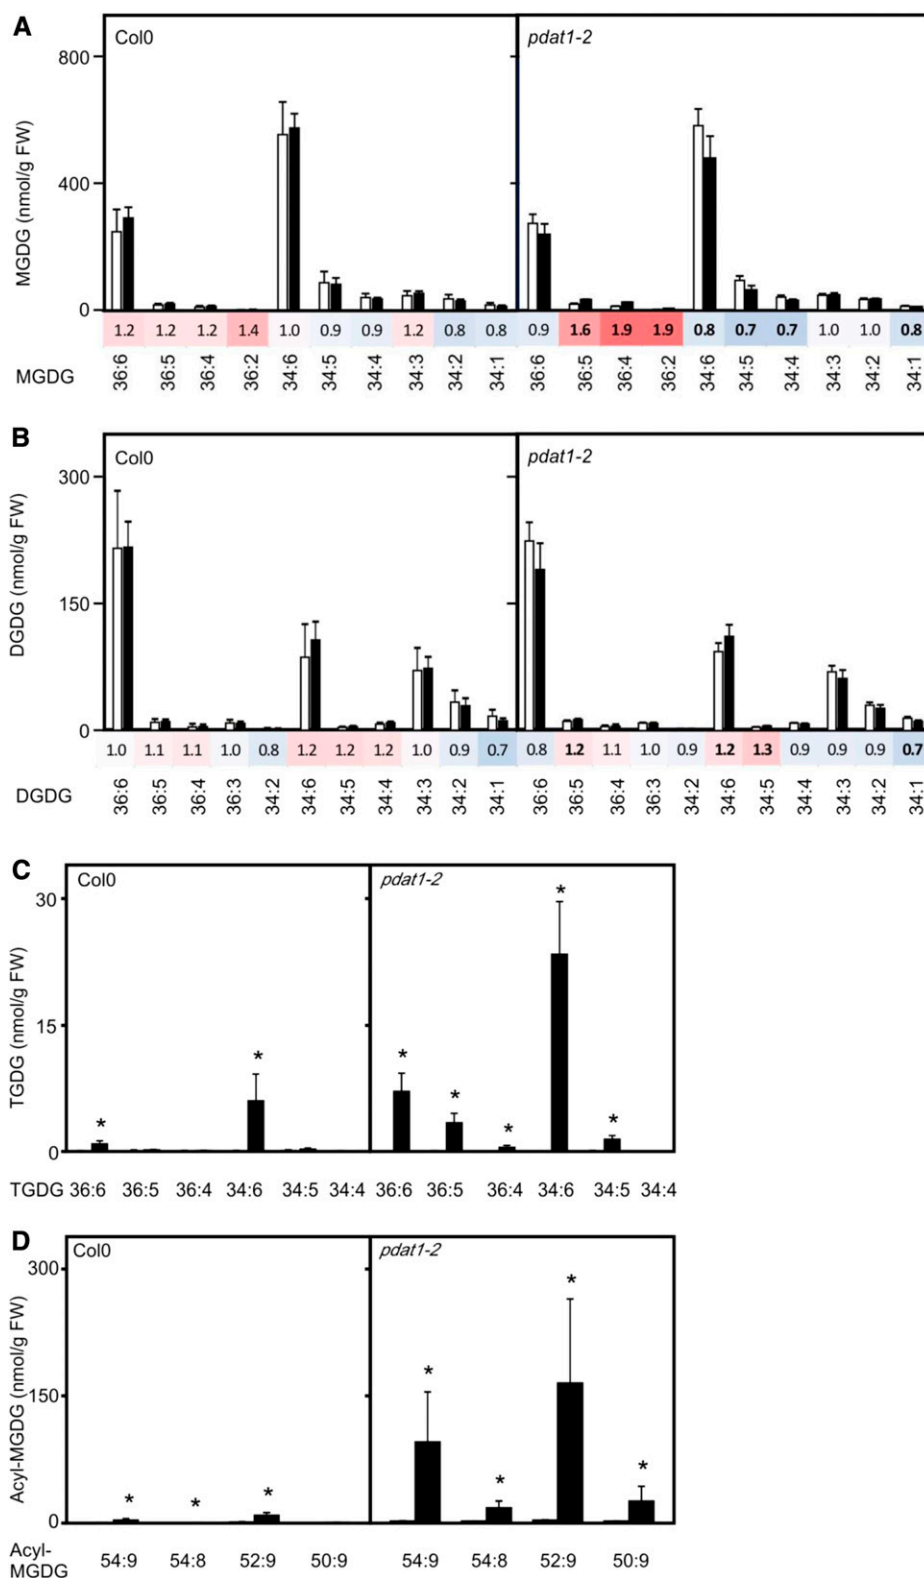 A
Col0
pdat1-2
800
400
0
MGDG (nmol/g FW)
1.2 1.2 1.2 1.4 1.0 0.9 0.9 1.2 0.8 0.8 0.9 1.6 1.9 1.9 0.8 0.7 0.7 1.0 1.0 0.8
MGDG 36:6 36:5 36:4 36:2 34:6 34:5 34:4 34:3 34:2 34:1 36:6 36:5 36:4 36:2 34:6 34:5 34:4 34:3 34:2 34:1
B
Col0
pdat1-2
300
150
0
DGDG (nmol/g FW)
1.0 1.1 1.1 1.0 0.8 1.2 1.2 1.2 1.0 0.9 0.7 0.8 1.2 1.1 1.0 0.9 1.2 1.3 0.9 0.9 0.9 0.7
DGDG 36:6 36:5 36:4 36:3 34:2 34:6 34:5 34:4 34:3 34:2 34:1 36:6 36:5 36:4 36:3 34:2 34:6 34:5 34:4 34:3 34:2 34:1
C
Col0
pdat1-2
30
15
0
TGDG (nmol/g FW)
* * * * * * *
TGDG 36:6 36:5 36:4 34:6 34:5 34:4 36:6 36:5 36:4 34:6 34:5 34:4
D
Col0
pdat1-2
300
150
0
Acyl-MGDG (nmol/g FW)
* * * * * * *
Acyl-
MGDG 54:9 54:8 52:9 50:9 54:9 54:8 52:9 50:9